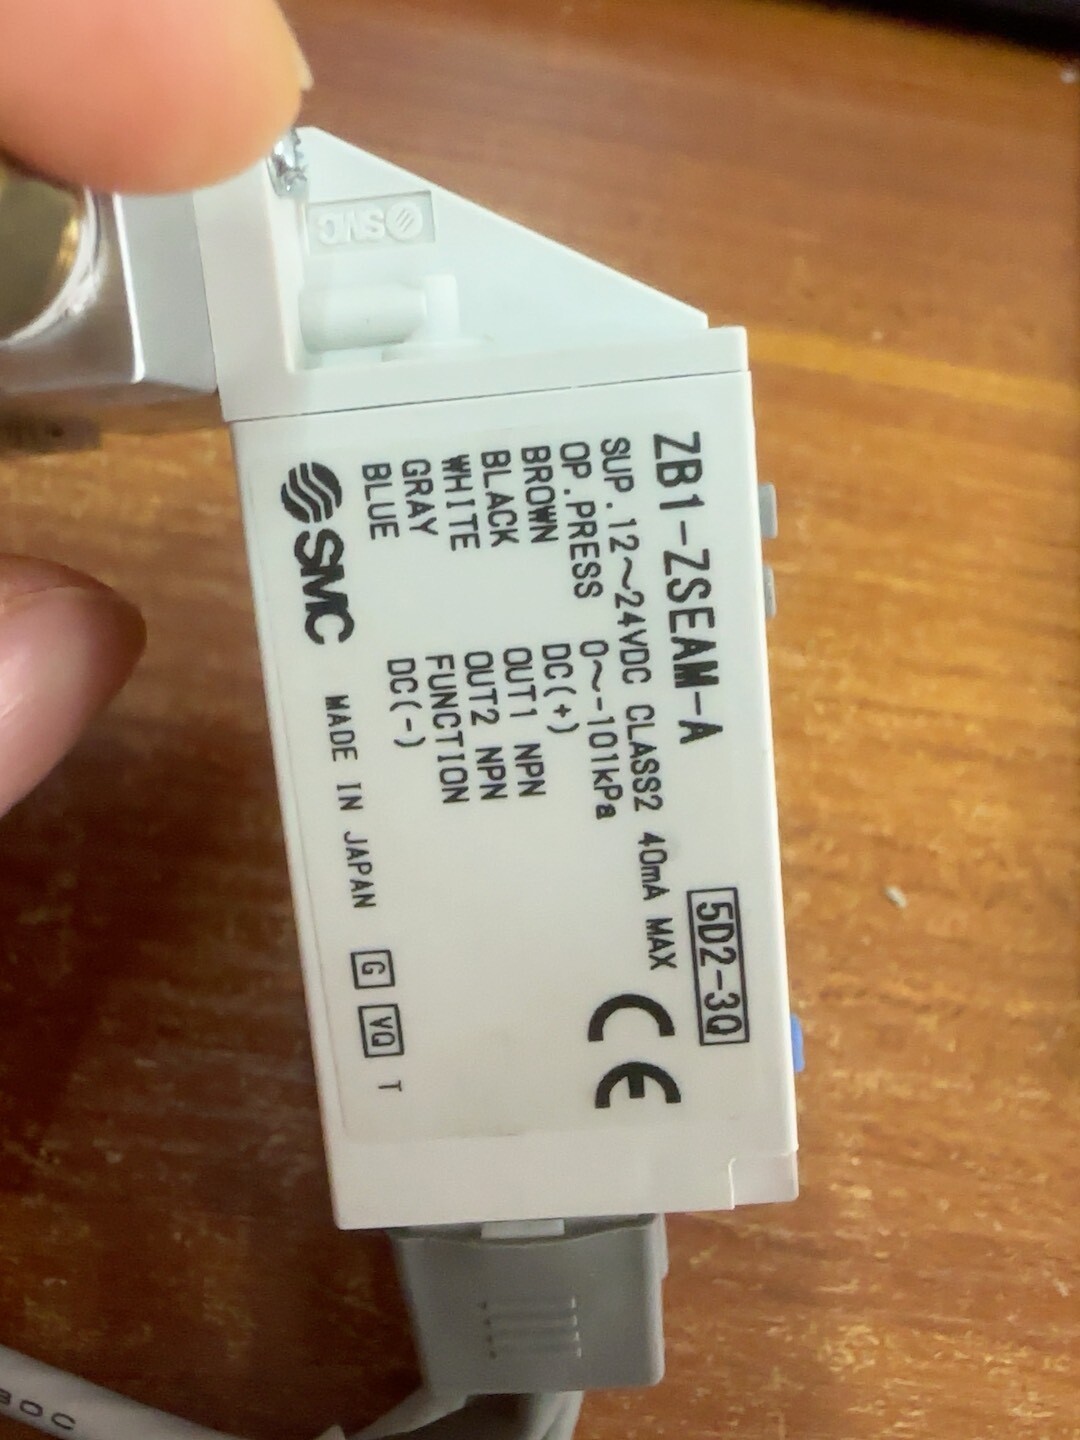 SMC
ZB1-ZSEAM-A
5D2-3Q
SUP.12～24VDC CLASS2 40mA MAX
OP.PRESS 0～-101kPa
BROWN DC(+)
BLACK OUT1 NPN
WHITE OUT2 NPN
GRAY FUNCTION
BLUE DC(-)
CE
SMC MADE IN JAPAN G VQ T